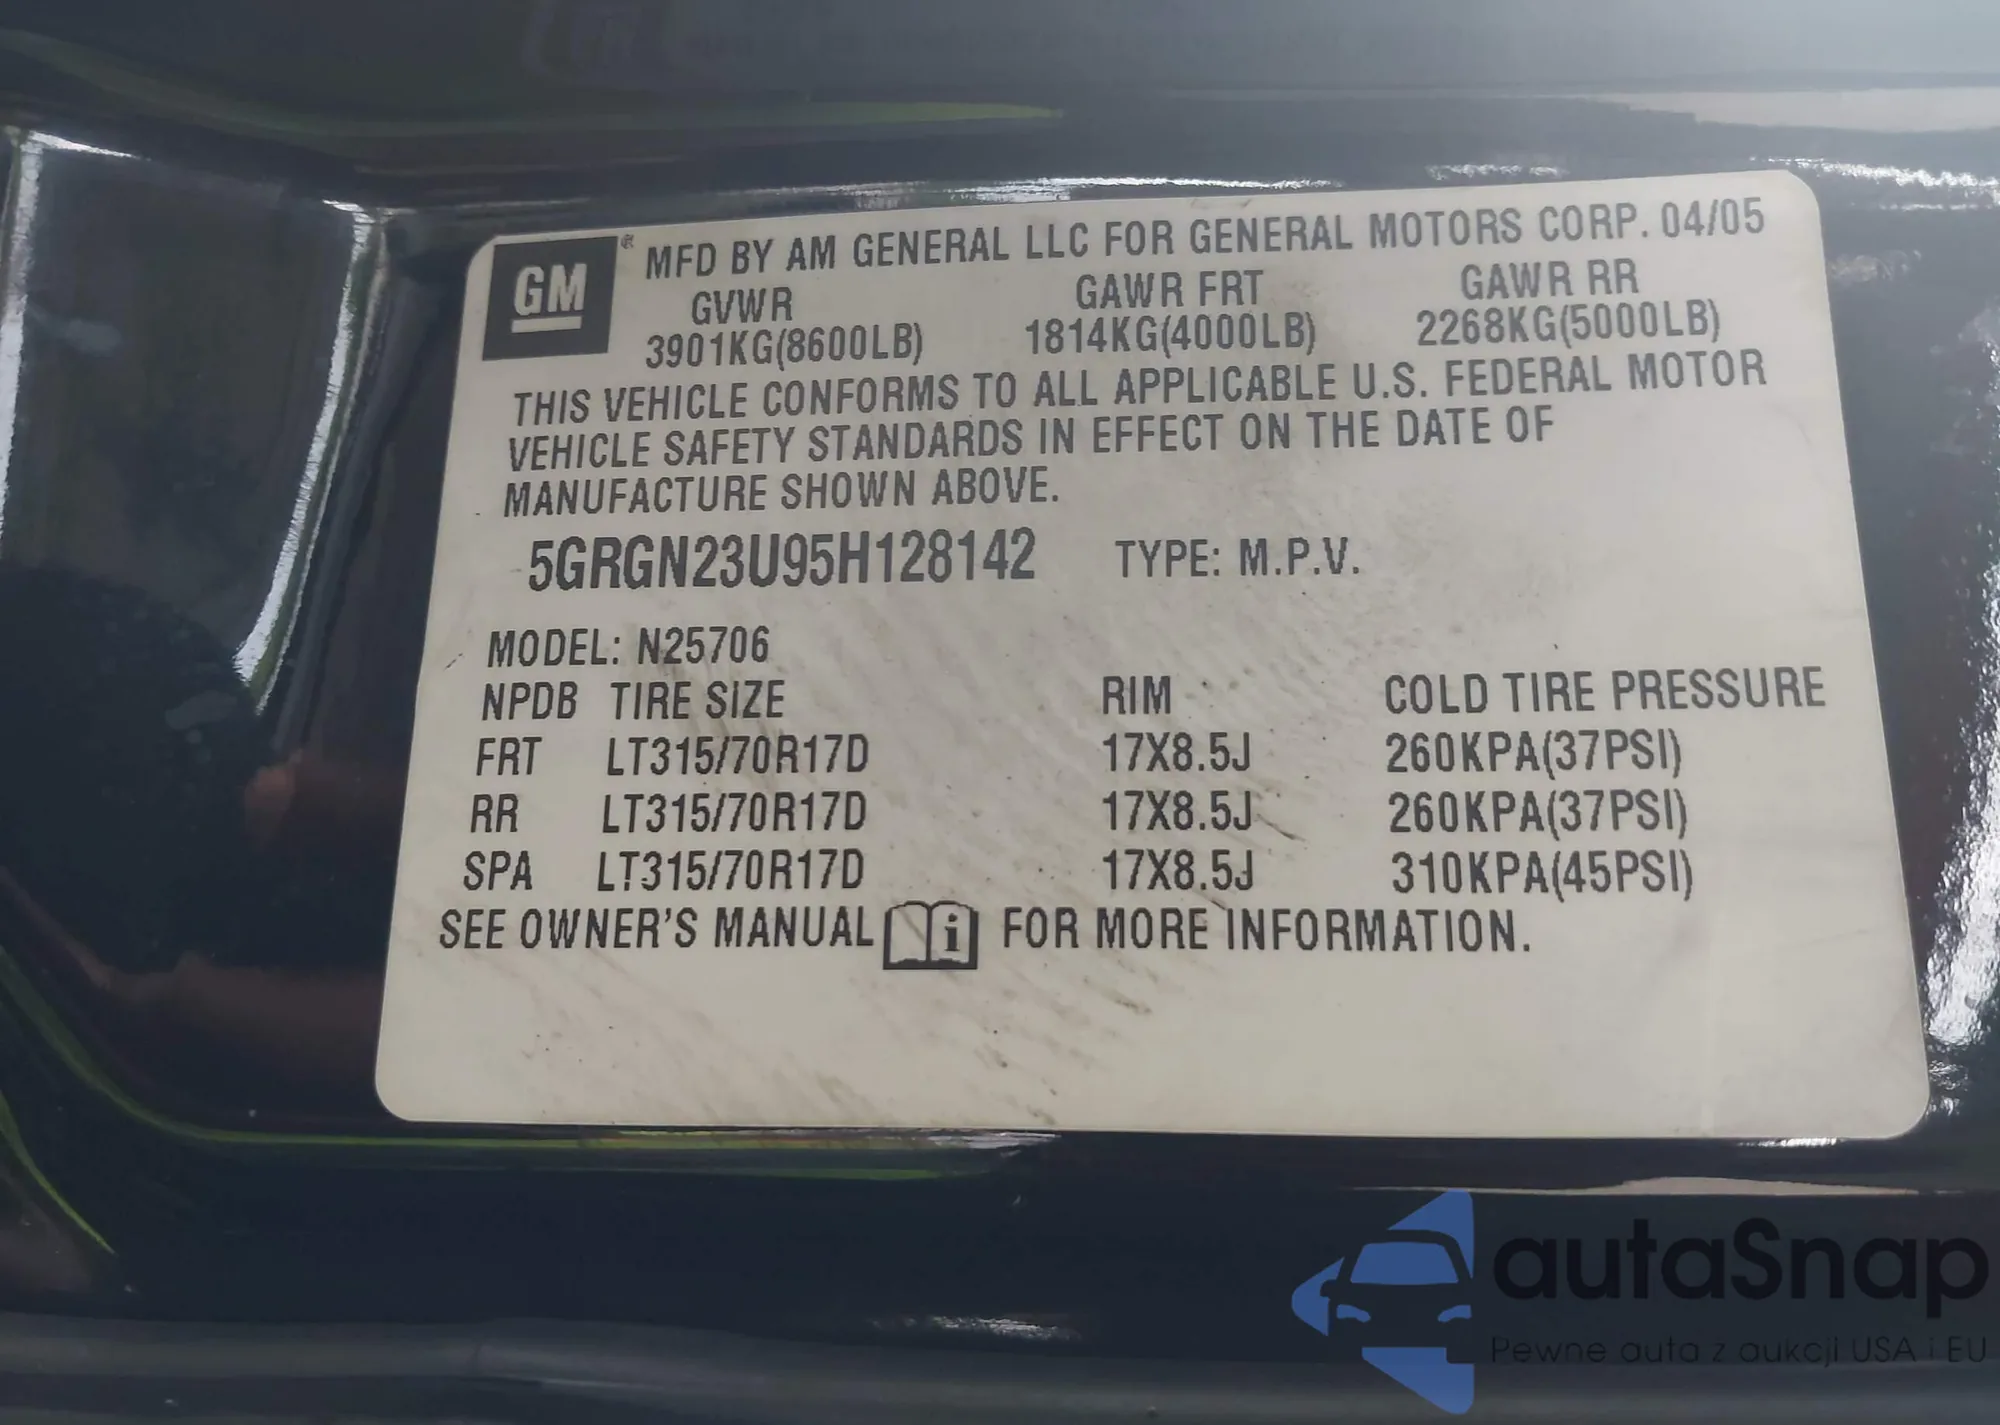 GM ® MFD BY AM GENERAL LLC FOR GENERAL MOTORS CORP. 04/05
GVWR GAWR FRT GAWR RR
3901KG(8600LB) 1814KG(4000LB) 2268KG(5000LB)
THIS VEHICLE CONFORMS TO ALL APPLICABLE U.S. FEDERAL MOTOR
VEHICLE SAFETY STANDARDS IN EFFECT ON THE DATE OF
MANUFACTURE SHOWN ABOVE.
5GRGN23U95H128142 TYPE: M.P.V.
MODEL: N25706
NPDB TIRE SIZE RIM COLD TIRE PRESSURE
FRT LT315/70R17D 17X8.5J 260KPA(37PSI)
RR LT315/70R17D 17X8.5J 260KPA(37PSI)
SPA LT315/70R17D 17X8.5J 310KPA(45PSI)
SEE OWNER'S MANUAL i FOR MORE INFORMATION.
autaSnap
Pewne auta z aukcji USA i EU